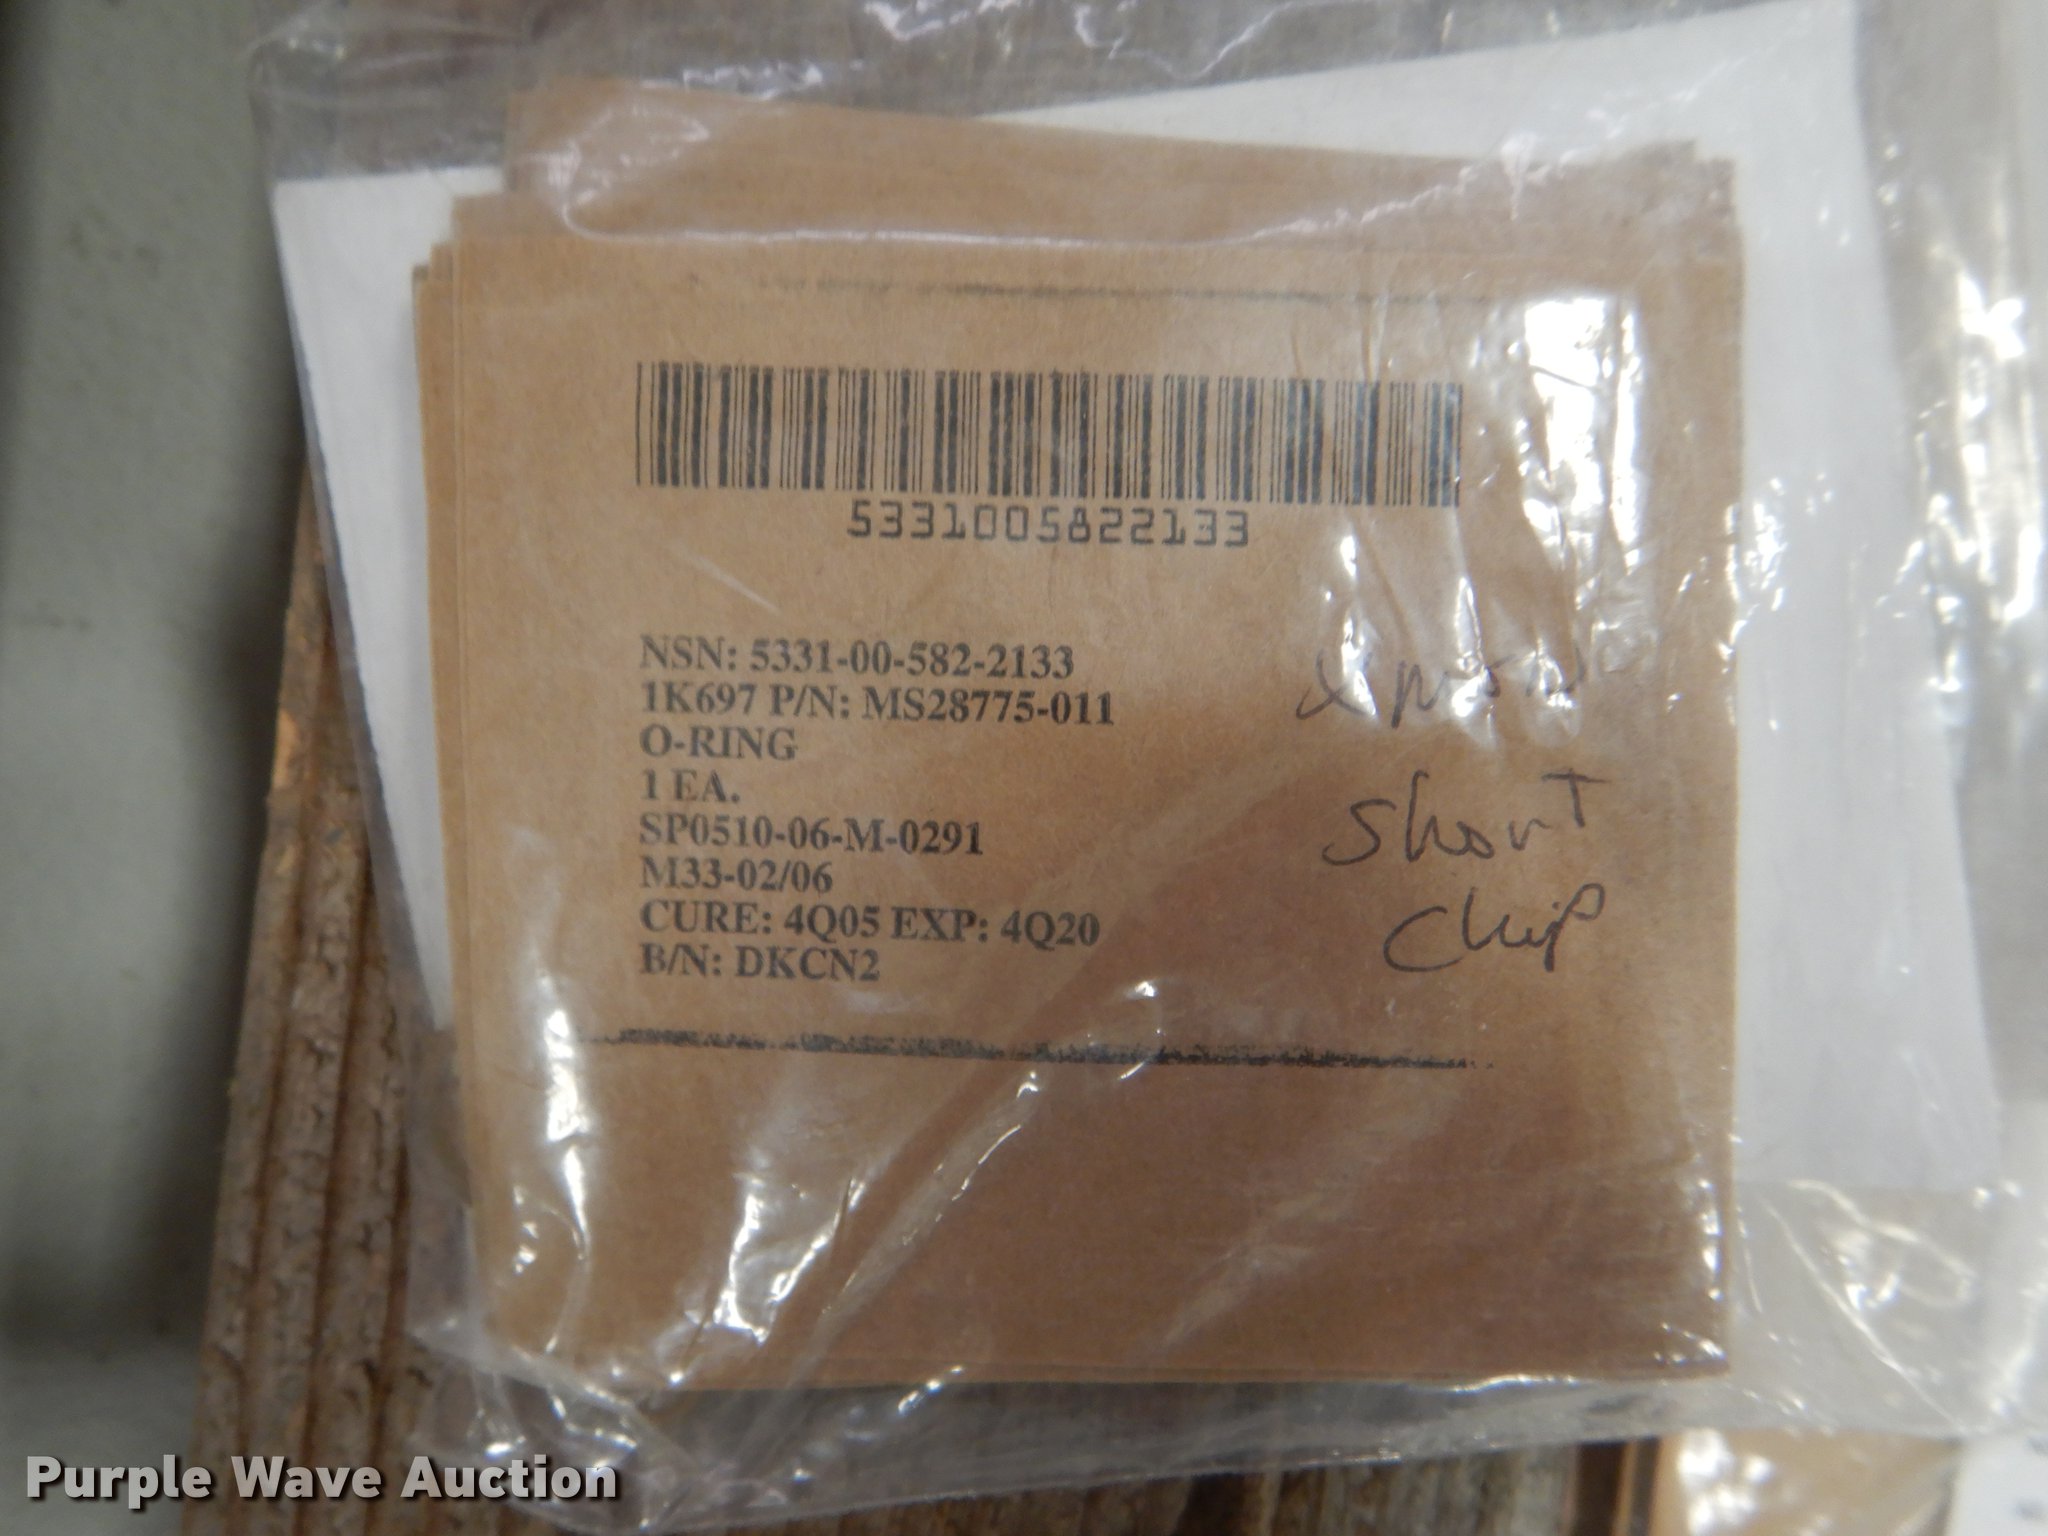 5331005822133
NSN: 5331-00-582-2133
1K697 P/N: MS28775-011
O-RING
1 EA.
SP0510-06-M-0291
M33-02/06
CURE: 4Q05 EXP: 4Q20
B/N: DKCN2
Short
Chip
Purple Wave Auction